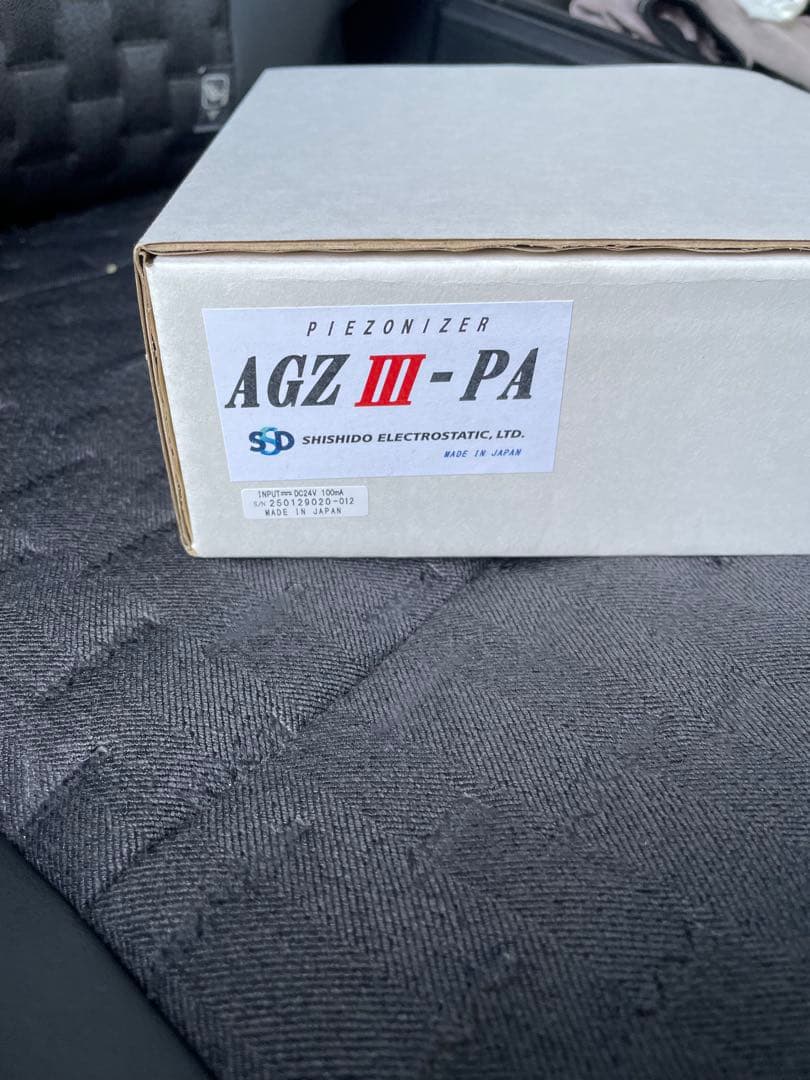 PIEZONIZER
AGZ III-PA
SSD SHISHIDO ELECTROSTATIC, LTD.
MADE IN JAPAN
INPUT⎓ DC24V 100mA
S/N 250129020-012
MADE IN JAPAN